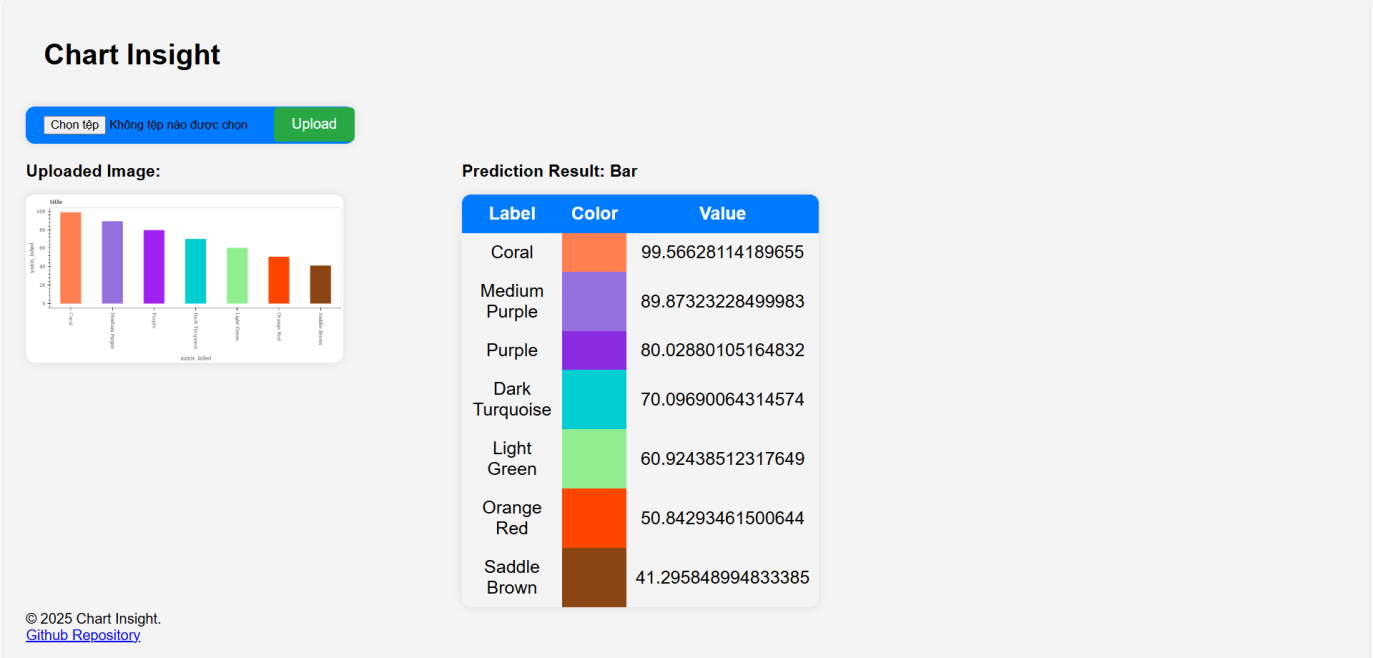 Chart Insight
Chọn tệp Không tệp nào được chọn Upload
Uploaded Image:
title
100
80
60
40
20
0
yaxis_label
Coral
Medium Purple
Purple
Dark Turquoise
Light Green
Orange Red
Saddle Brown
xaxis_label
Prediction Result: Bar
Label Color Value
Coral 99.56628114189655
Medium
Purple
89.87323228499983
Purple 80.02880105164832
Dark
Turquoise
70.09690064314574
Light
Green
60.92438512317649
Orange
Red
50.84293461500644
Saddle
Brown
41.295848994833385
© 2025 Chart Insight.
Github Repository